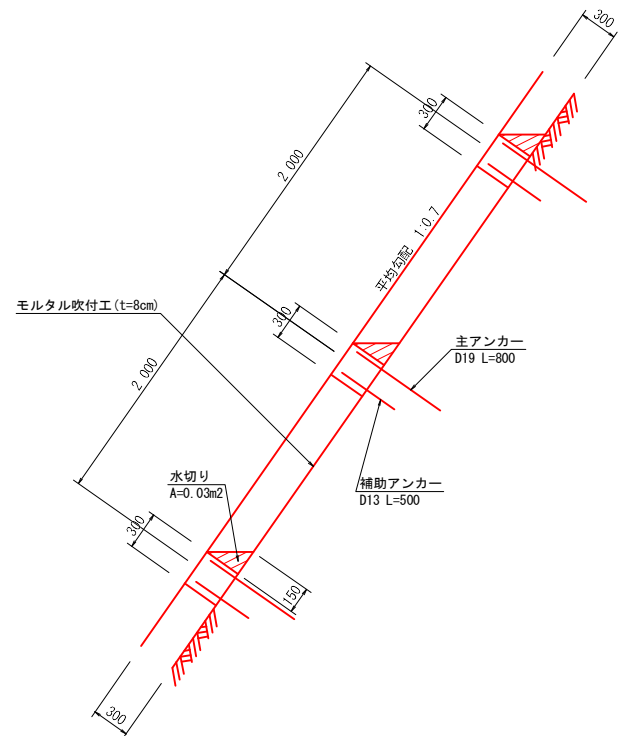 300
300
2,000
平均勾配 1:0.7
モルタル吹付工(t=8cm)
300
主アンカー
D19 L=800
2,000
水切り
A=0.03m2
補助アンカー
D13 L=500
300
150
300